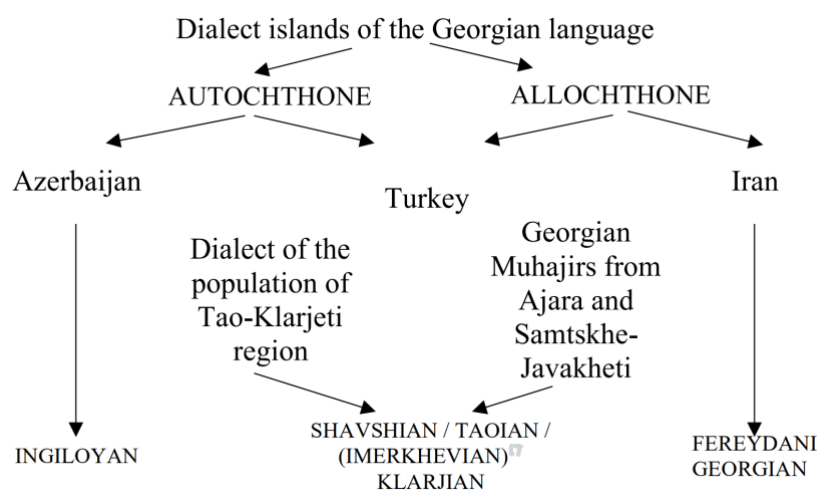 Dialect islands of the Georgian language
AUTOCHTHONE
ALLOCHTHONE
Azerbaijan
Turkey
Iran
Dialect of the
population of
Tao-Klarjeti
region
Georgian
Muhajirs from
Ajara and
Samtskhe-
Javakheti
INGILOYAN
SHAVSHIAN / TAOIAN /
(IMERKHEVIAN)
KLARJIAN
FEREYDANI
GEORGIAN